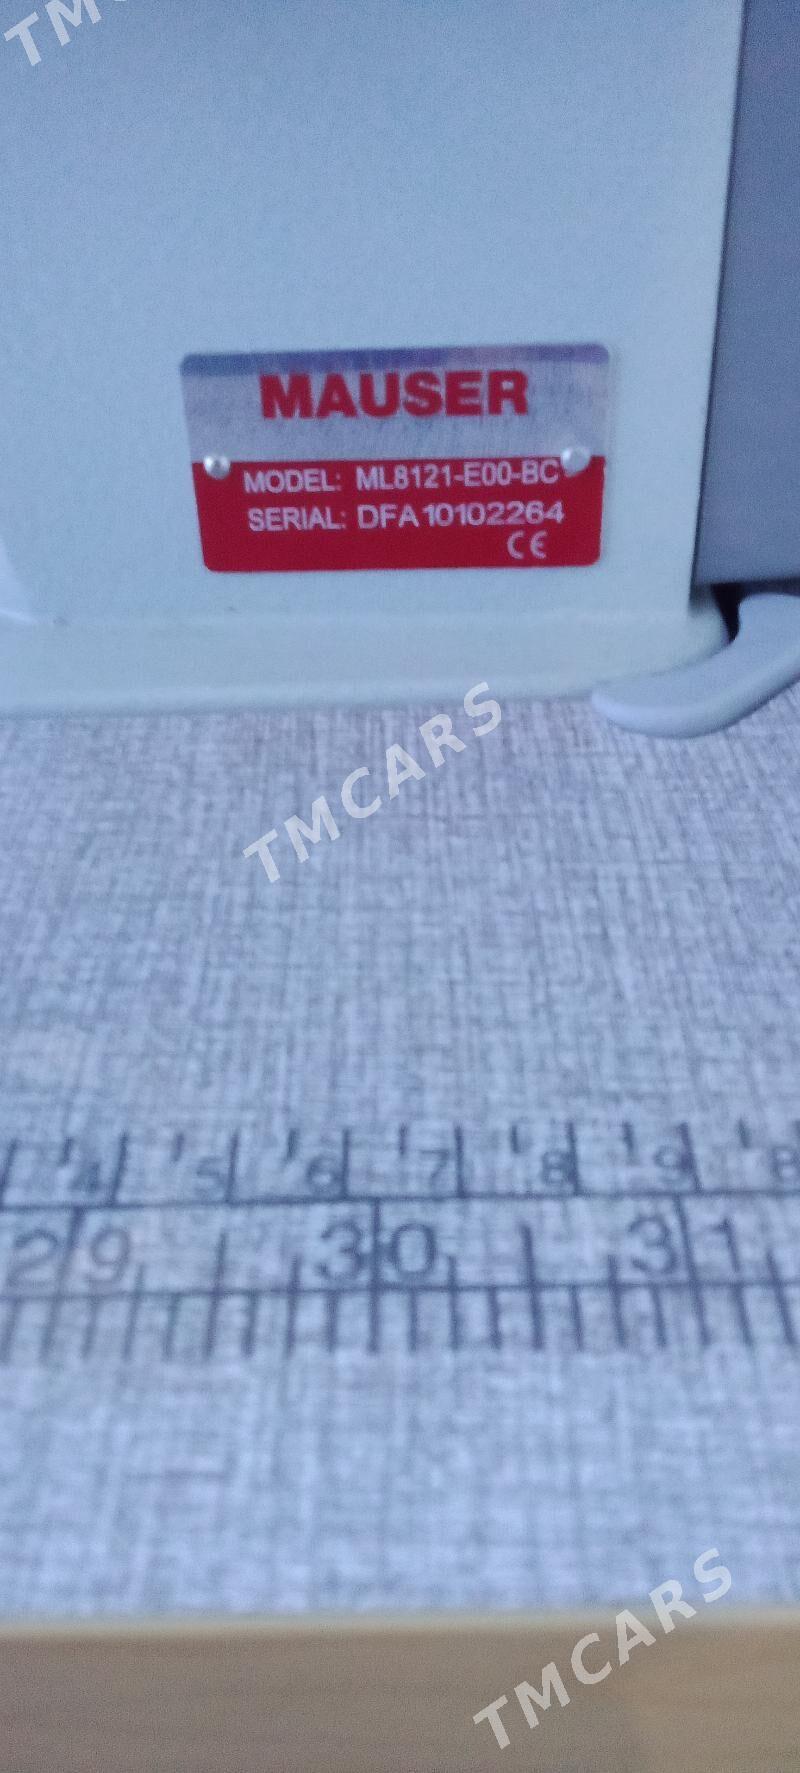 TMCARS
MAUSER
MODEL: ML8121-E00-BC
SERIAL: DFA10102264
CE
TMCARS
4 5 6 7 8 9 8
29 30 31
TMCARS